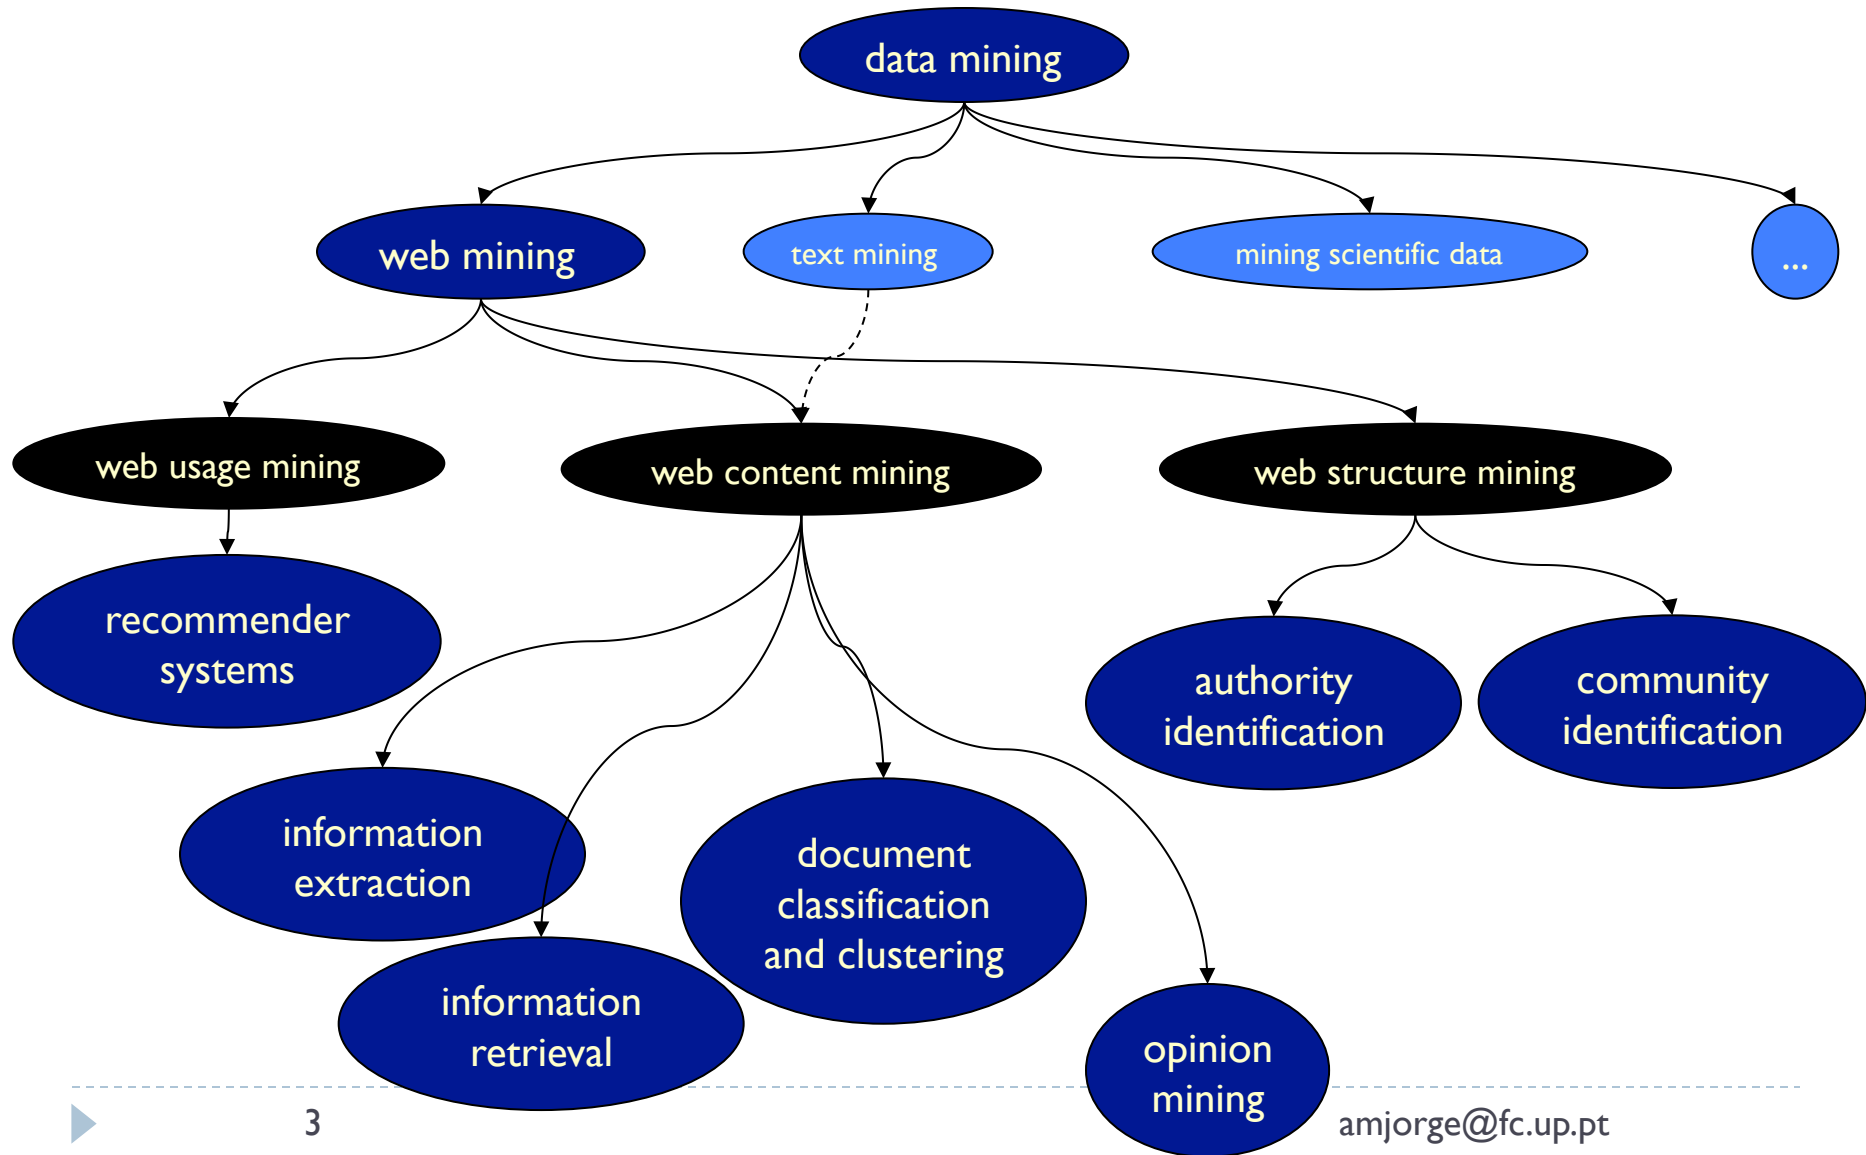 data mining
web mining
text mining
mining scientific data
...
web usage mining
web content mining
web structure mining
recommender
systems
authority
identification
community
identification
information
extraction
document
classification
and clustering
information
retrieval
opinion
mining
3
amjorge@fc.up.pt